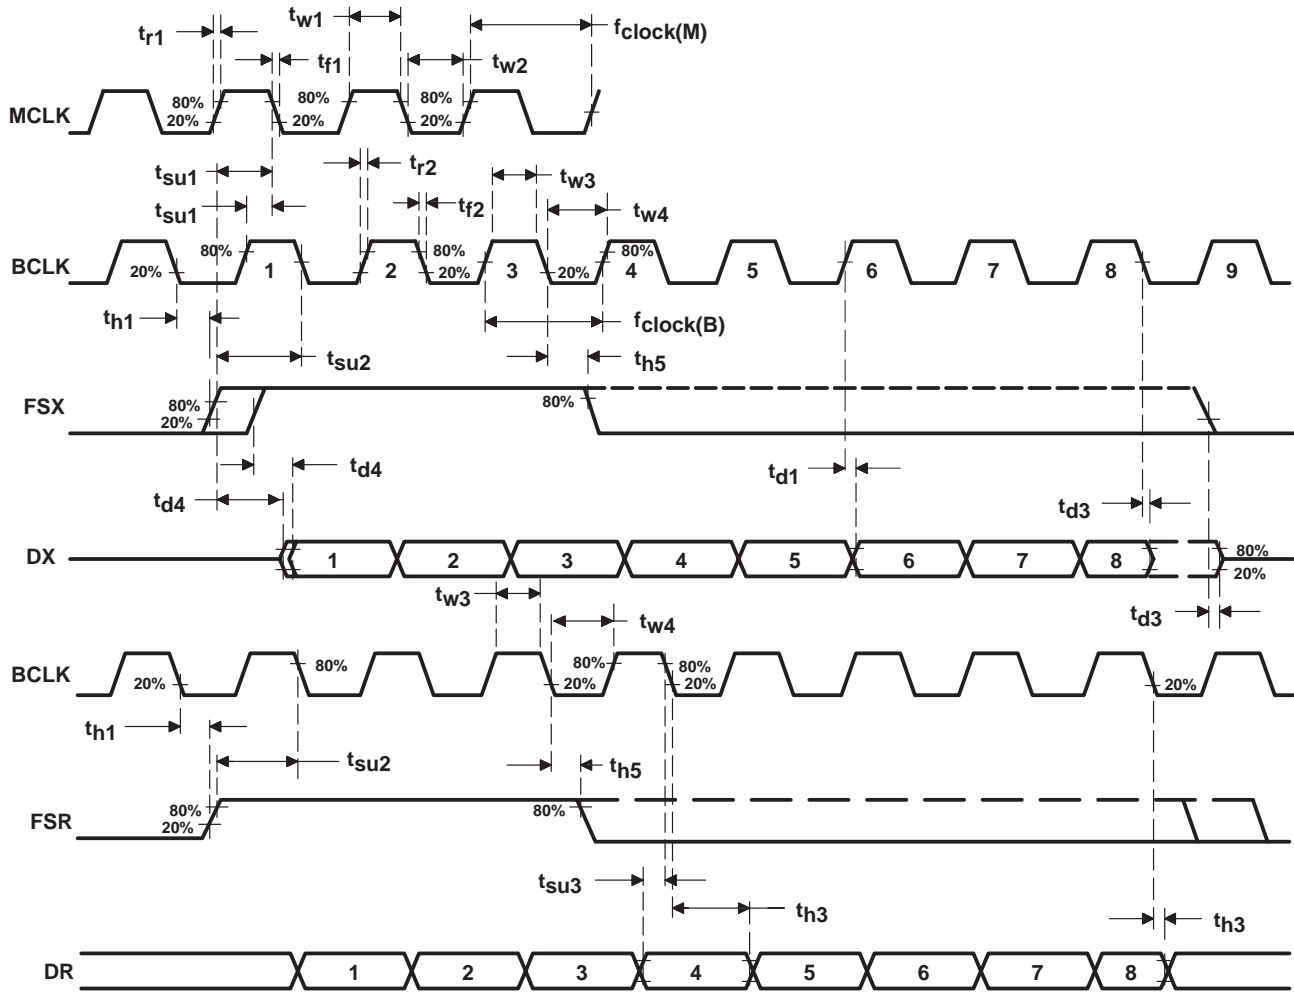 tr1
tw1
fclock(M)
tf1
tw2
MCLK
80%
20%
80%
20%
80%
20%
80%
20%
tsu1
tr2
tw3
tsu1
tf2
tw4
BCLK
20%
80%
1
2
80%
20%
3
20%
80%
4
5
6
7
8
9
th1
fclock(B)
tsu2
th5
FSX
80%
20%
80%
td4
td1
td4
td3
DX
1
2
3
4
5
6
7
8
80%
20%
tw3
tw4
td3
BCLK
20%
80%
80%
20%
80%
20%
20%
th1
tsu2
th5
FSR
80%
20%
80%
tsu3
th3
th3
DR
1
2
3
4
5
6
7
8